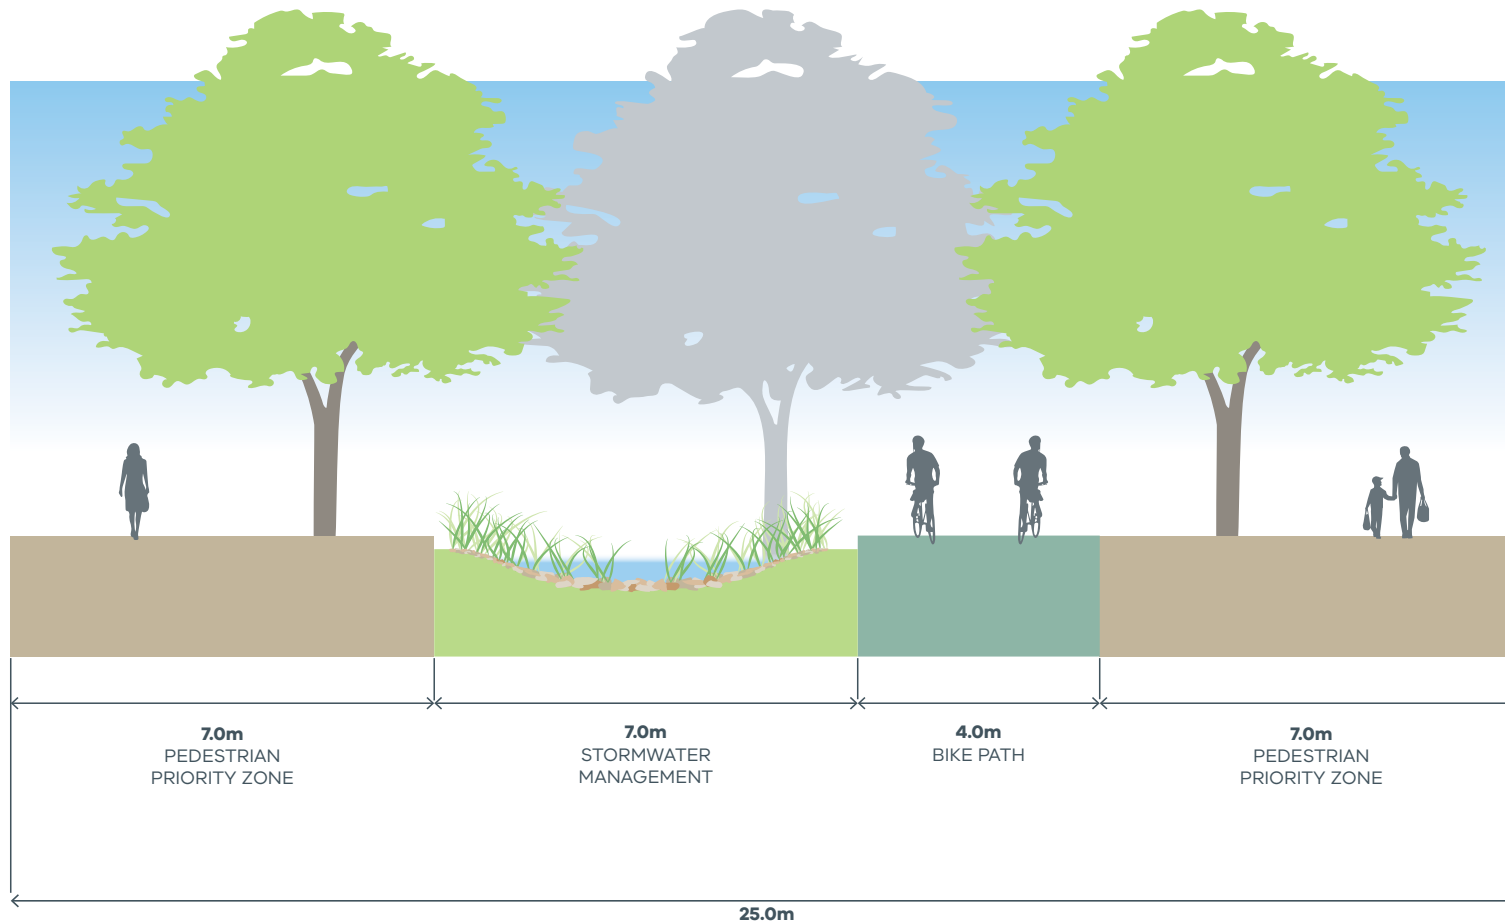 7.0m
PEDESTRIAN
PRIORITY ZONE
7.0m
STORMWATER
MANAGEMENT
4.0m
BIKE PATH
7.0m
PEDESTRIAN
PRIORITY ZONE
25.0m